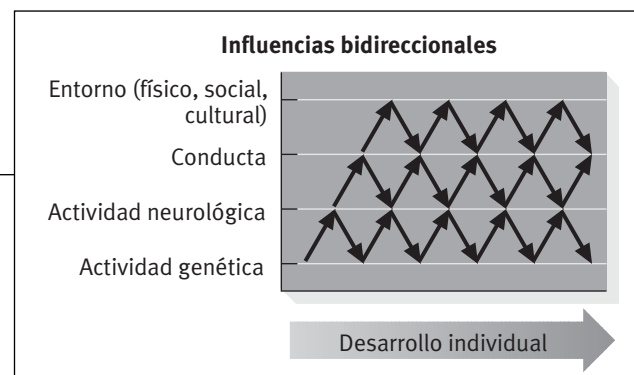 Influencias bidireccionales
Entorno (físico, social,
cultural)
Conducta
Actividad neurológica
Actividad genética
Desarrollo individual